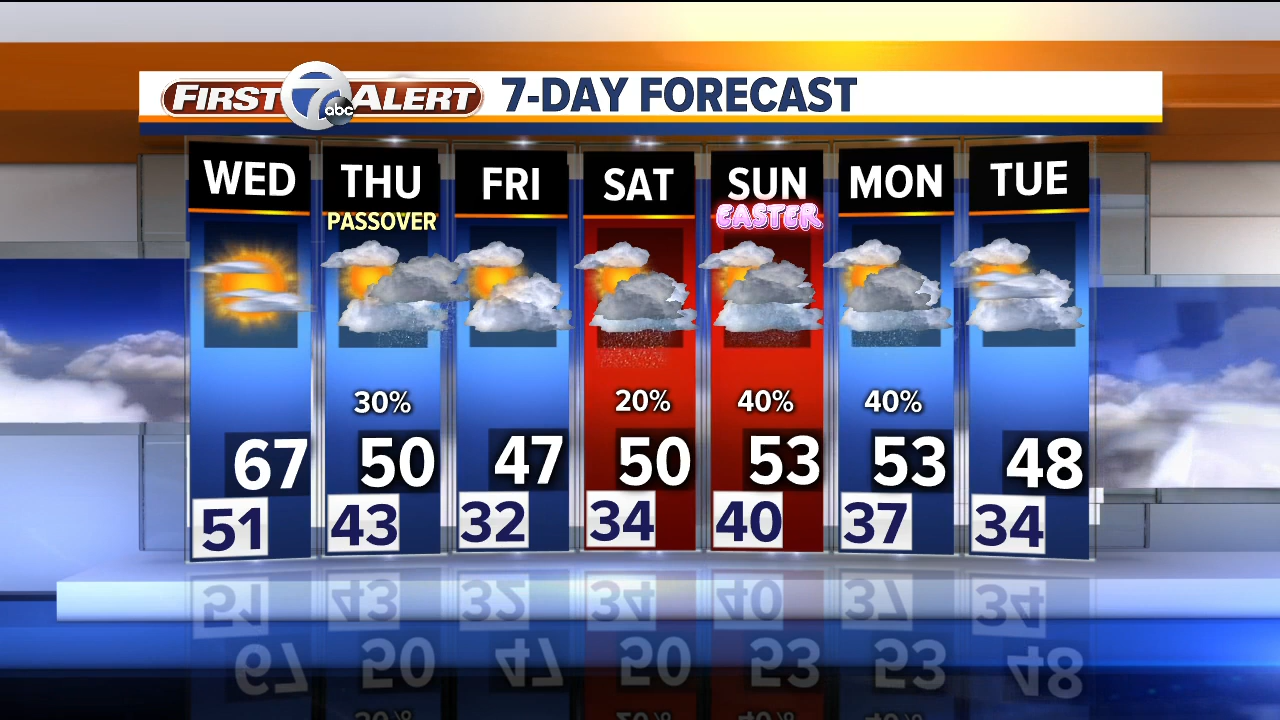 FIRST 7 abc ALERT 7-DAY FORECAST
WED THU FRI SAT SUN MON TUE
PASSOVER EASTER
30% 20% 40% 40%
67 50 47 50 53 53 48
51 43 32 34 40 37 34